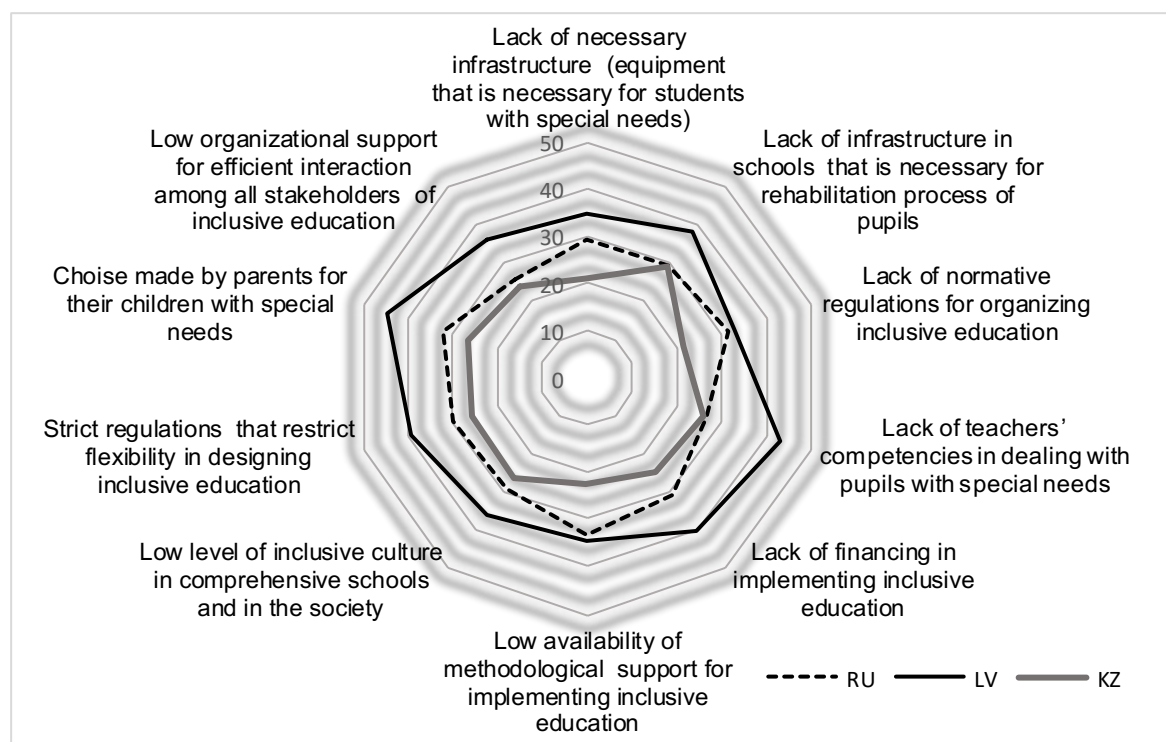 Lack of necessary
infrastructure (equipment
that is necessary for students
with special needs)
Low organizational support
for efficient interaction
among all stakeholders of
inclusive education
Lack of infrastructure in
schools that is necessary for
rehabilitation process of
pupils
50
40
30
20
10
0
Choise made by parents for
their children with special
needs
Lack of normative
regulations for organizing
inclusive education
Strict regulations that restrict
flexibility in designing
inclusive education
Lack of teachers’
competencies in dealing with
pupils with special needs
Low level of inclusive culture
in comprehensive schools
and in the society
Lack of financing in
implementing inclusive
education
Low availability of
methodological support for
implementing inclusive
education
RU LV KZ